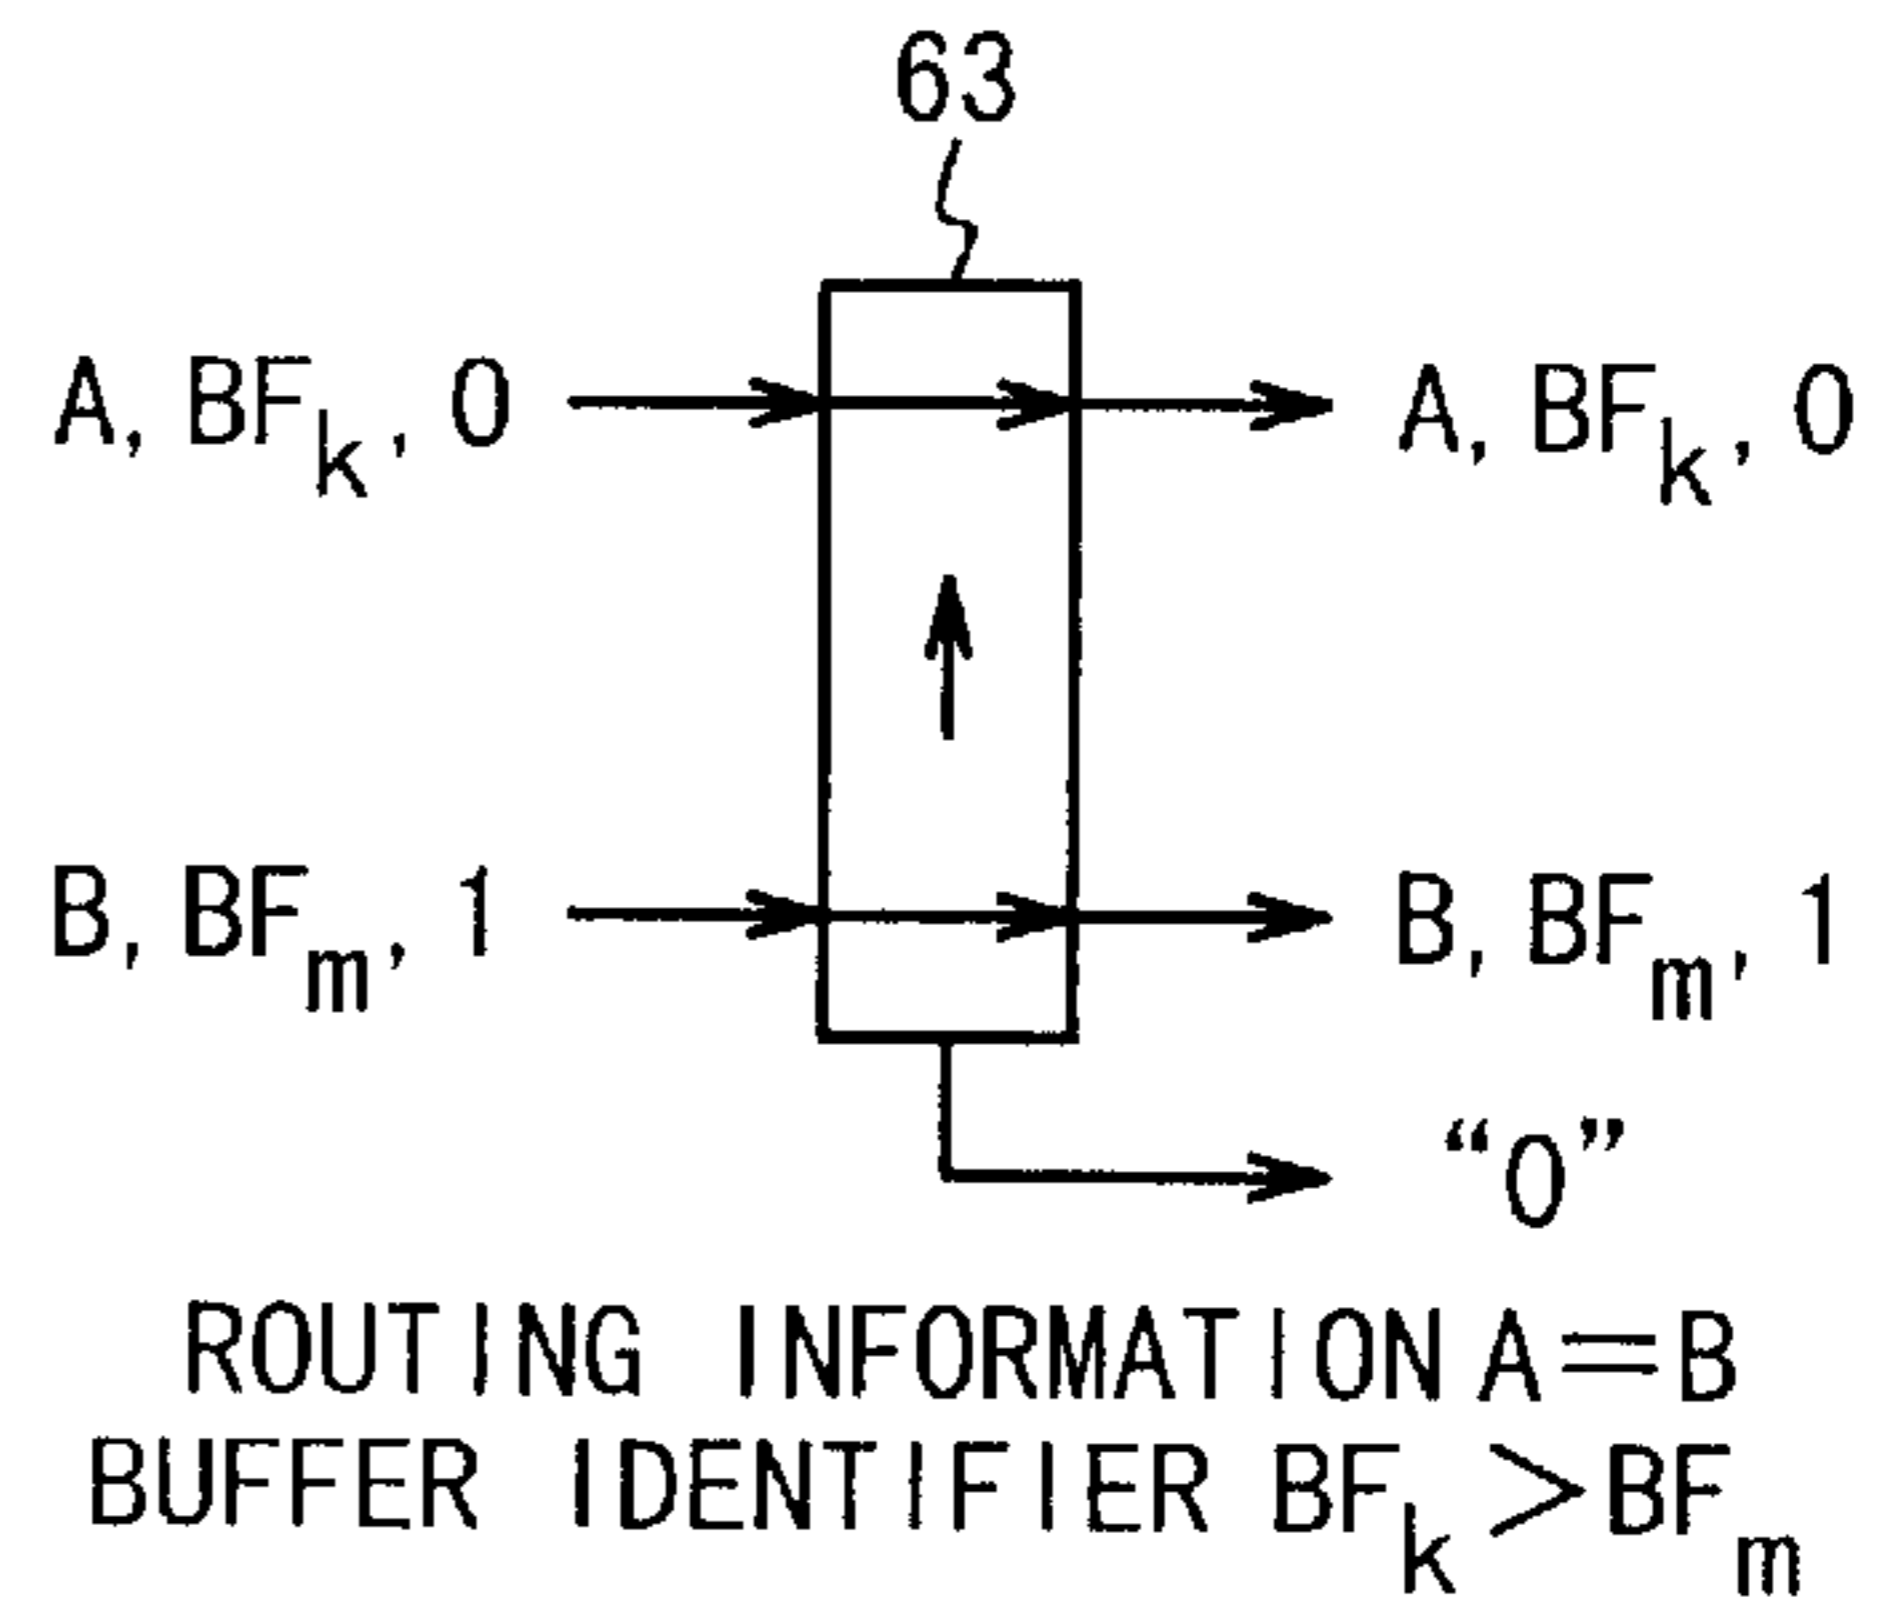 63
A, BFk, 0 A, BFk, 0
B, BFm, 1 B, BFm, 1
“0”
ROUTING INFORMATION A=B
BUFFER IDENTIFIER BFk>BFm